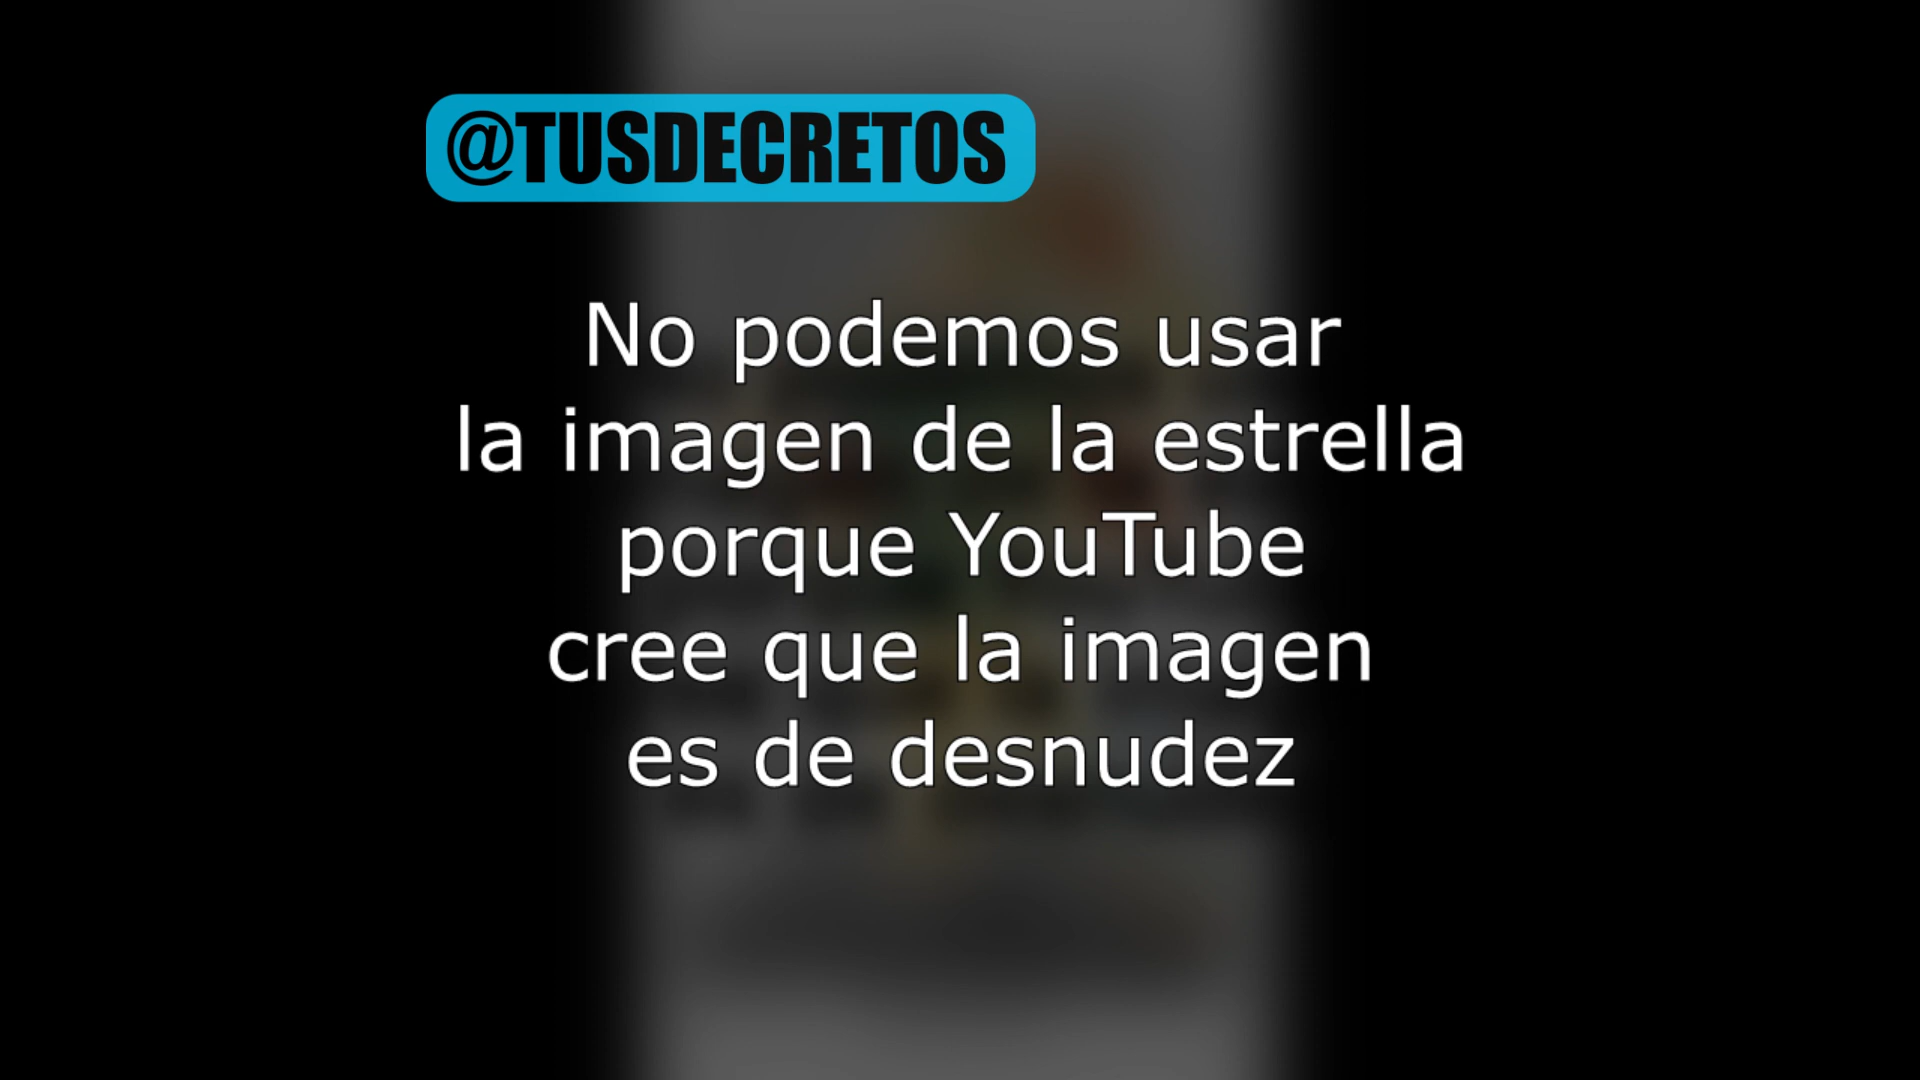 @TUSDECRETOS
No podemos usar
la imagen de la estrella
porque YouTube
cree que la imagen
es de desnudez